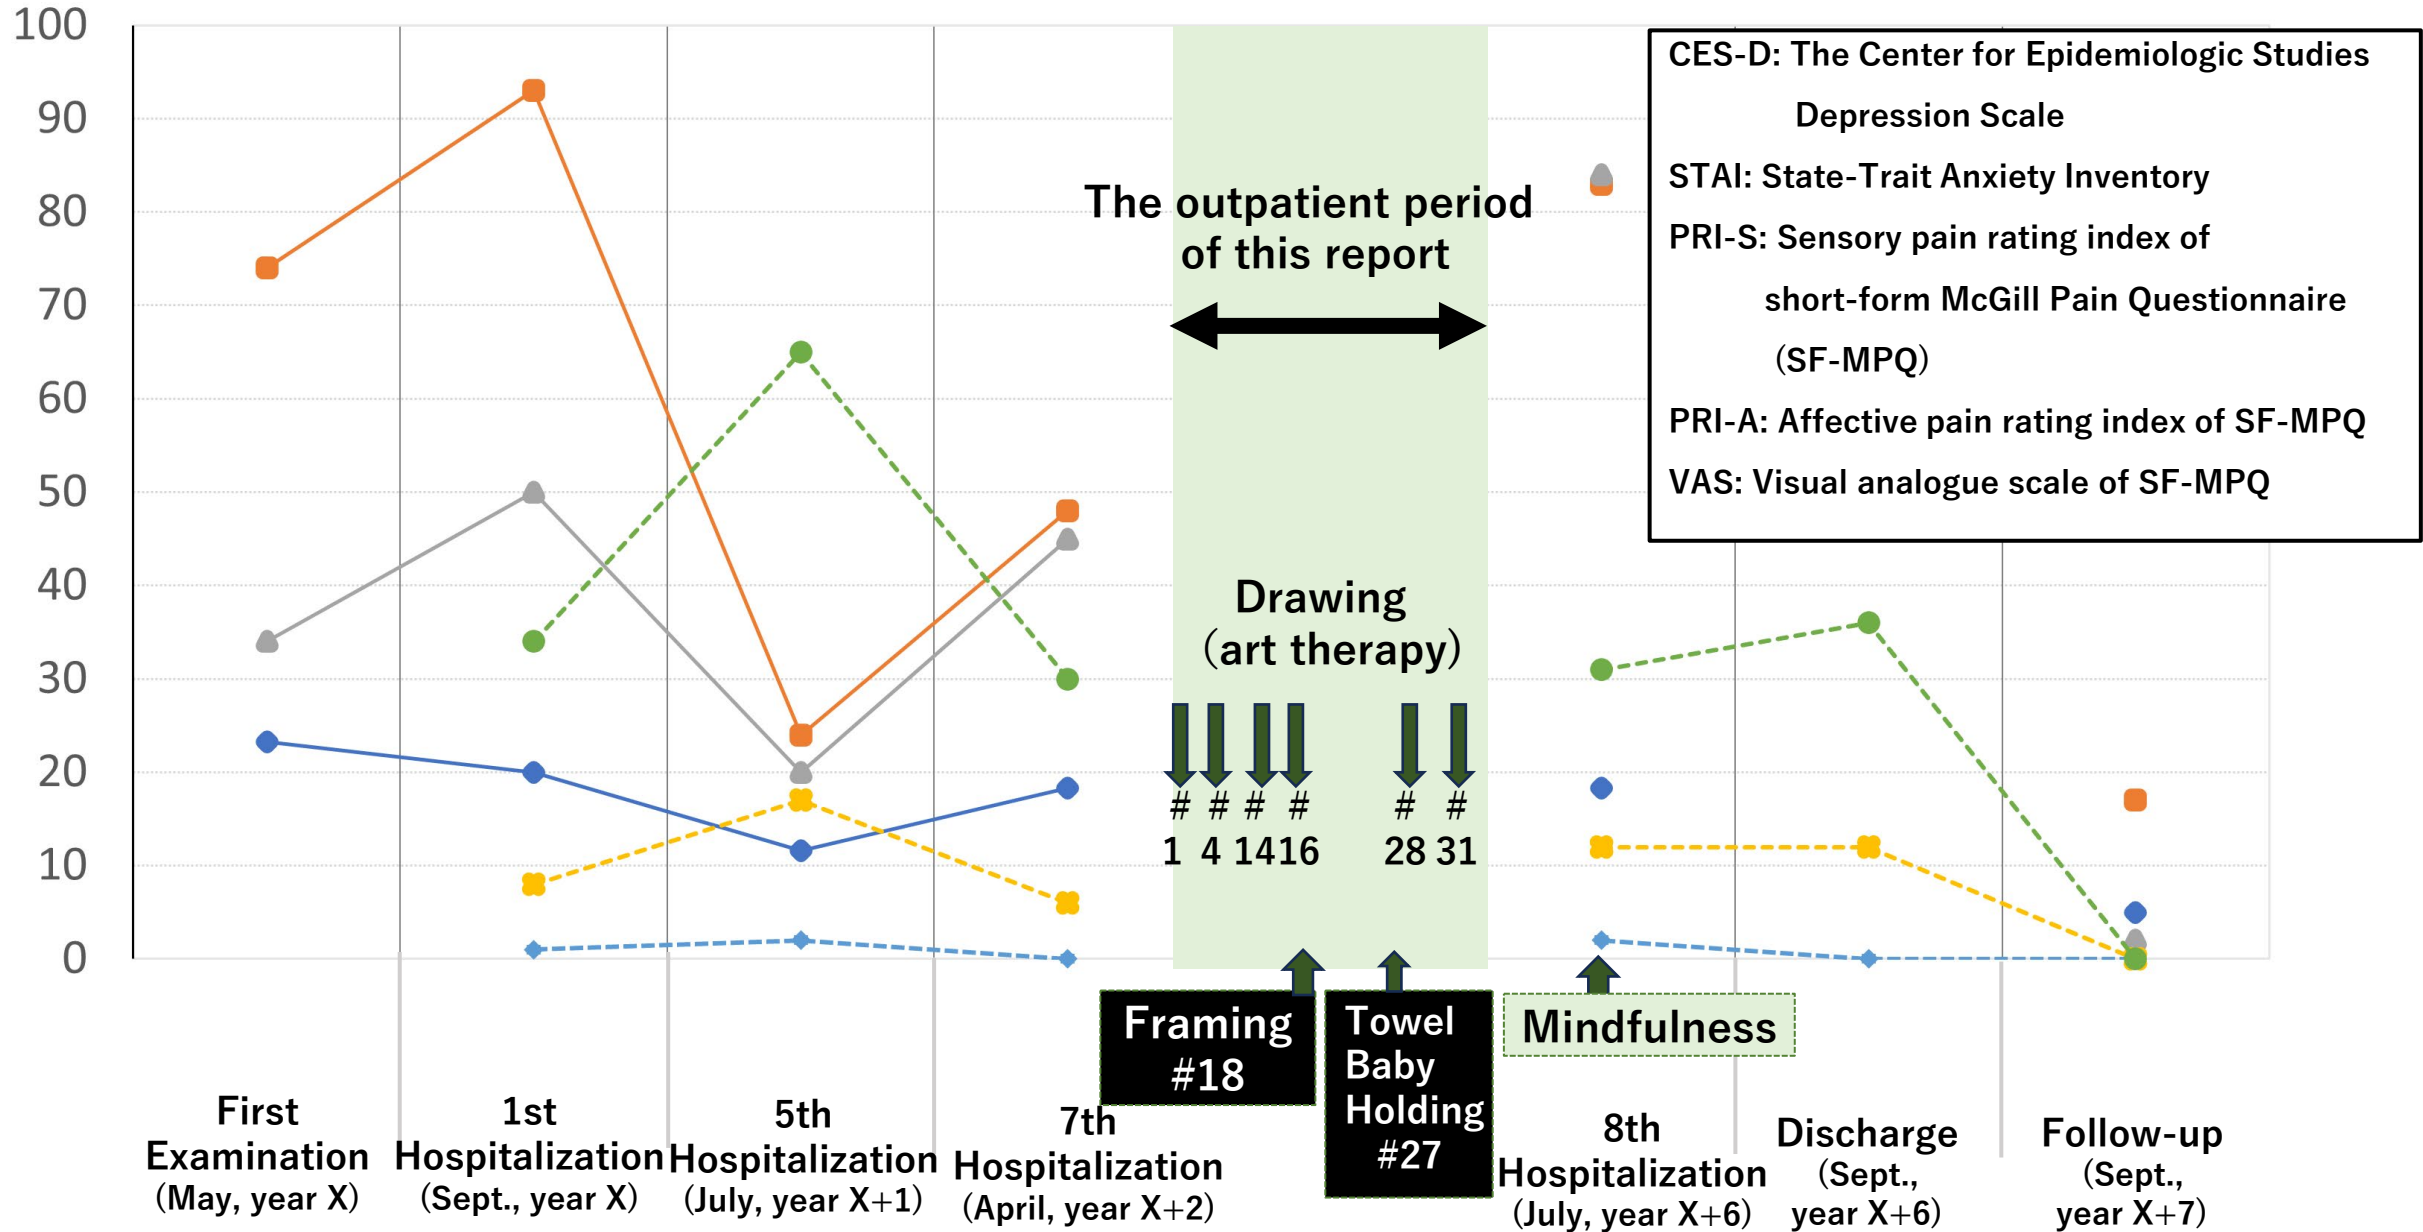 100
90
80
70
60
50
40
30
20
10
0
CES-D: The Center for Epidemiologic Studies
Depression Scale
STAI: State-Trait Anxiety Inventory
PRI-S: Sensory pain rating index of
short-form McGill Pain Questionnaire
(SF-MPQ)
PRI-A: Affective pain rating index of SF-MPQ
VAS: Visual analogue scale of SF-MPQ
The outpatient period
of this report
Drawing
(art therapy)
# # # # # #
1 4 14 16 28 31
Framing
#18
Towel
Baby
Holding
#27
Mindfulness
First
Examination
(May, year X)
1st
Hospitalization
(Sept., year X)
5th
Hospitalization
(July, year X+1)
7th
Hospitalization
(April, year X+2)
8th
Hospitalization
(July, year X+6)
Discharge
(Sept.,
year X+6)
Follow-up
(Sept.,
year X+7)